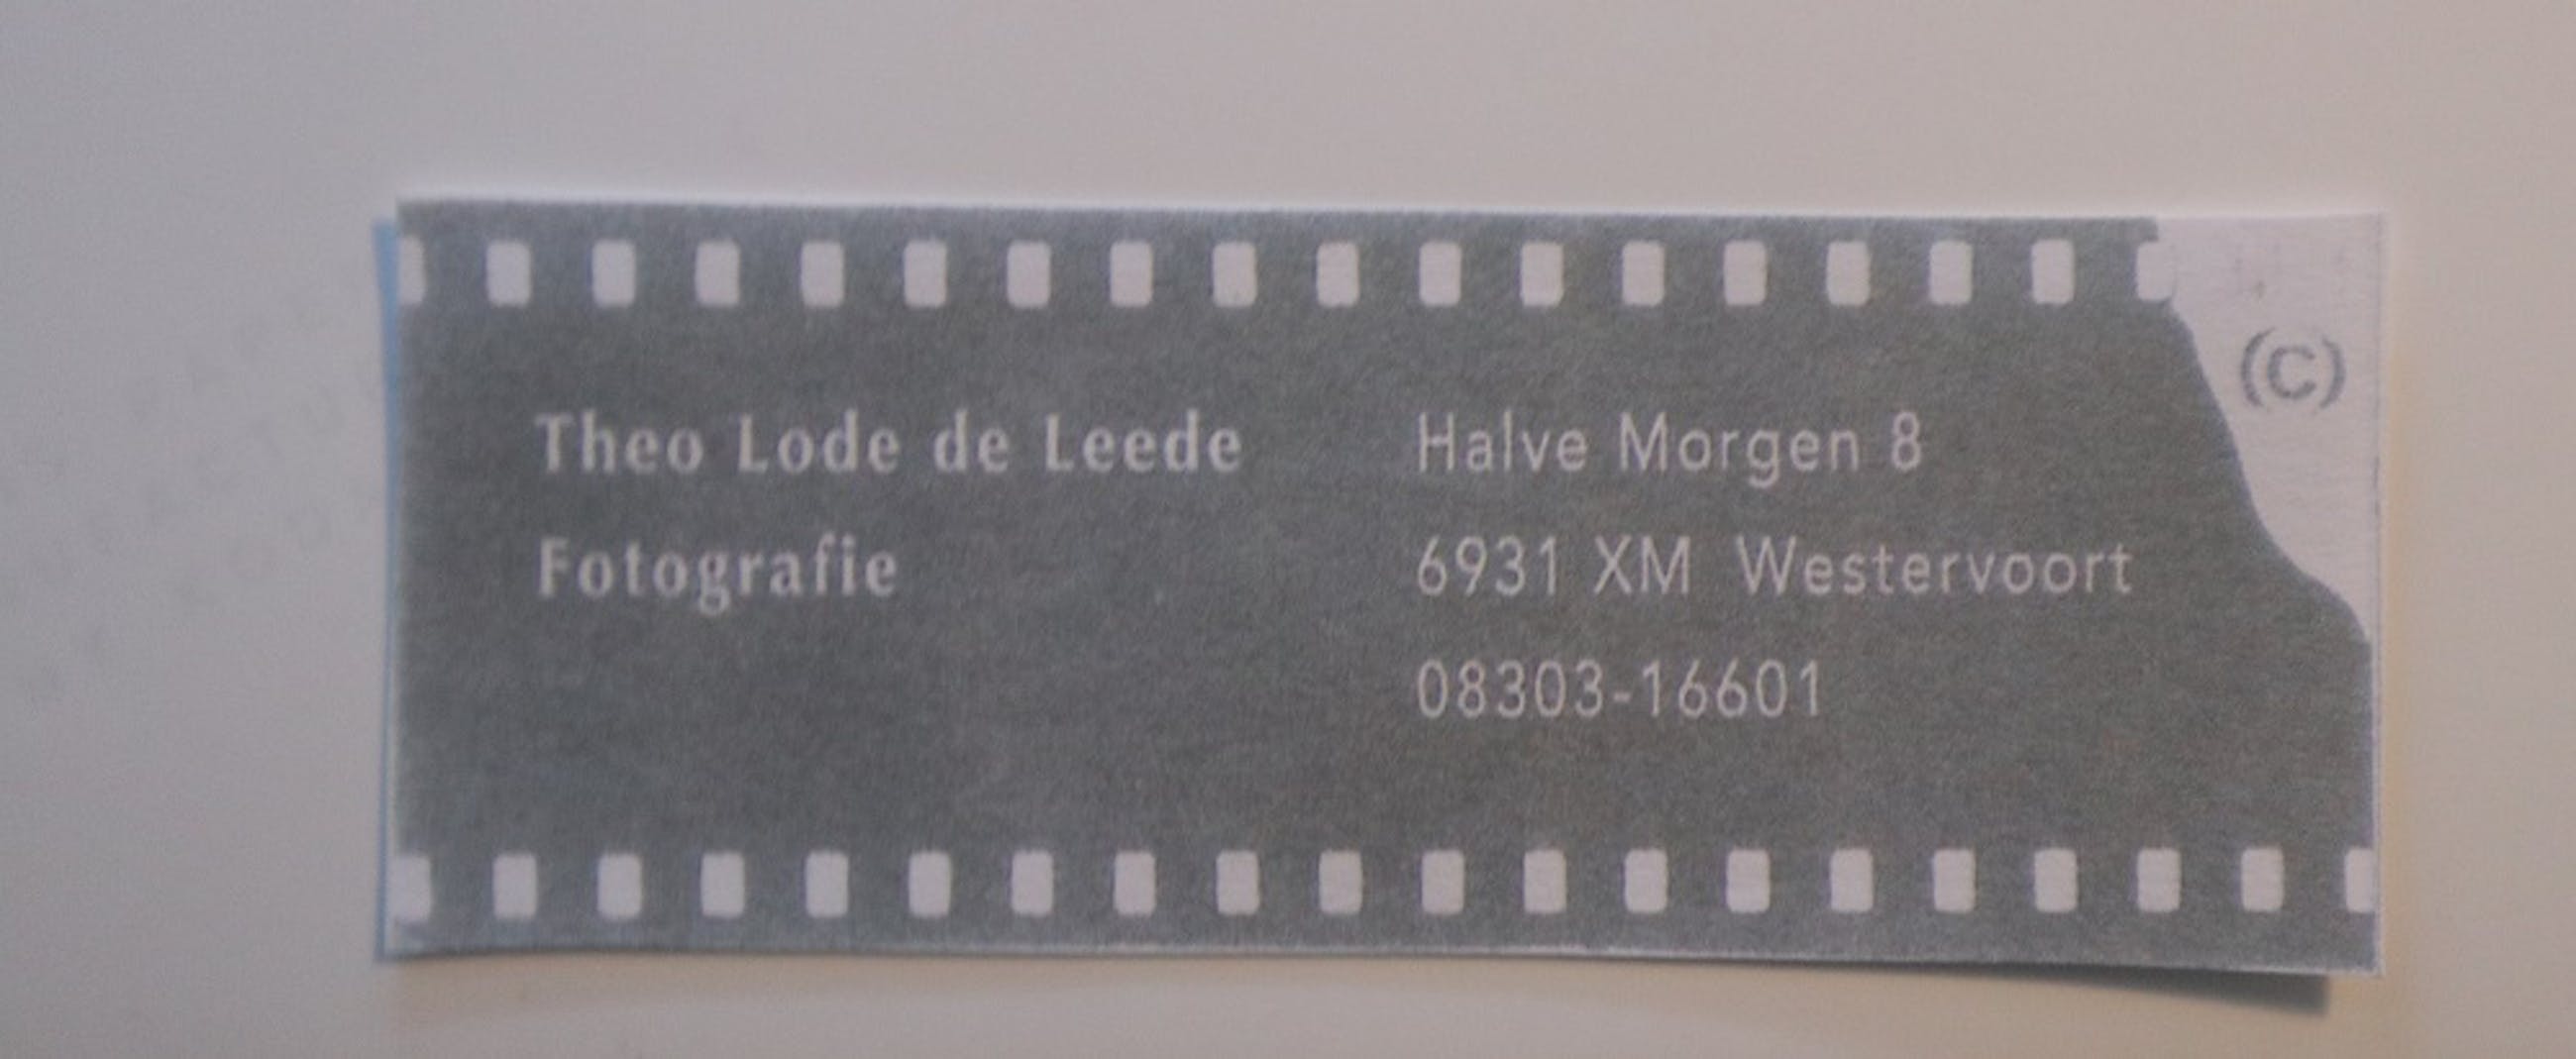 (C)
Theo Lode de Leede
Fotografie
Halve Morgen 8
6931 XM Westervoort
08303-16601